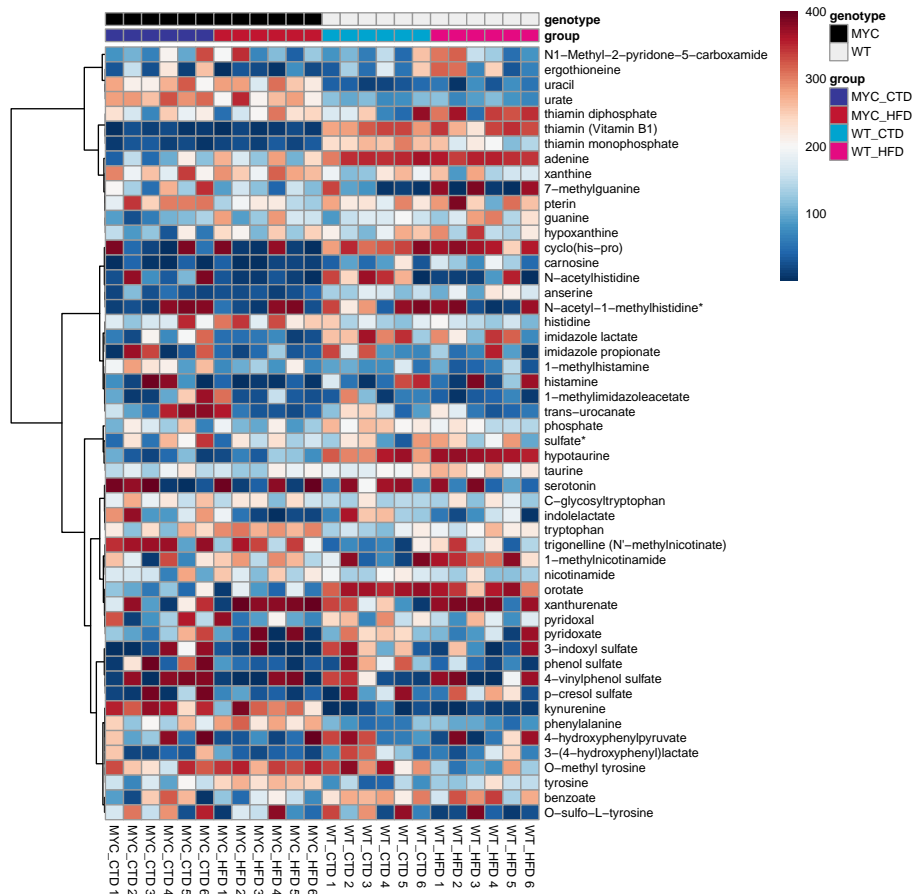 genotype
group
N1-Methyl-2-pyridone-5-carboxamide
ergothioneine
uracil
urate
thiamin diphosphate
thiamin (Vitamin B1)
thiamin monophosphate
adenine
xanthine
7-methylguanine
pterin
guanine
hypoxanthine
cyclo(his-pro)
carnosine
N-acetylhistidine
anserine
N-acetyl-1-methylhistidine*
histidine
imidazole lactate
imidazole propionate
1-methylhistamine
histamine
1-methylimidazoleacetate
trans-urocanate
phosphate
sulfate*
hypotaurine
taurine
serotonin
C-glycosyltryptophan
indolelactate
tryptophan
trigonelline (N'-methylnicotinate)
1-methylnicotinamide
nicotinamide
orotate
xanthurenate
pyridoxal
pyridoxate
3-indoxyl sulfate
phenol sulfate
4-vinylphenol sulfate
p-cresol sulfate
kynurenine
phenylalanine
4-hydroxyphenylpyruvate
3-(4-hydroxyphenyl)lactate
O-methyl tyrosine
tyrosine
benzoate
O-sulfo-L-tyrosine
MYC_CTD 1
MYC_CTD 2
MYC_CTD 3
MYC_CTD 4
MYC_CTD 5
MYC_CTD 6
MYC_HFD 1
MYC_HFD 2
MYC_HFD 3
MYC_HFD 4
MYC_HFD 5
MYC_HFD 6
WT_CTD 1
WT_CTD 2
WT_CTD 3
WT_CTD 4
WT_CTD 5
WT_CTD 6
WT_HFD 1
WT_HFD 2
WT_HFD 3
WT_HFD 4
WT_HFD 5
WT_HFD 6
400
300
200
100
genotype
MYC
WT
group
MYC_CTD
MYC_HFD
WT_CTD
WT_HFD